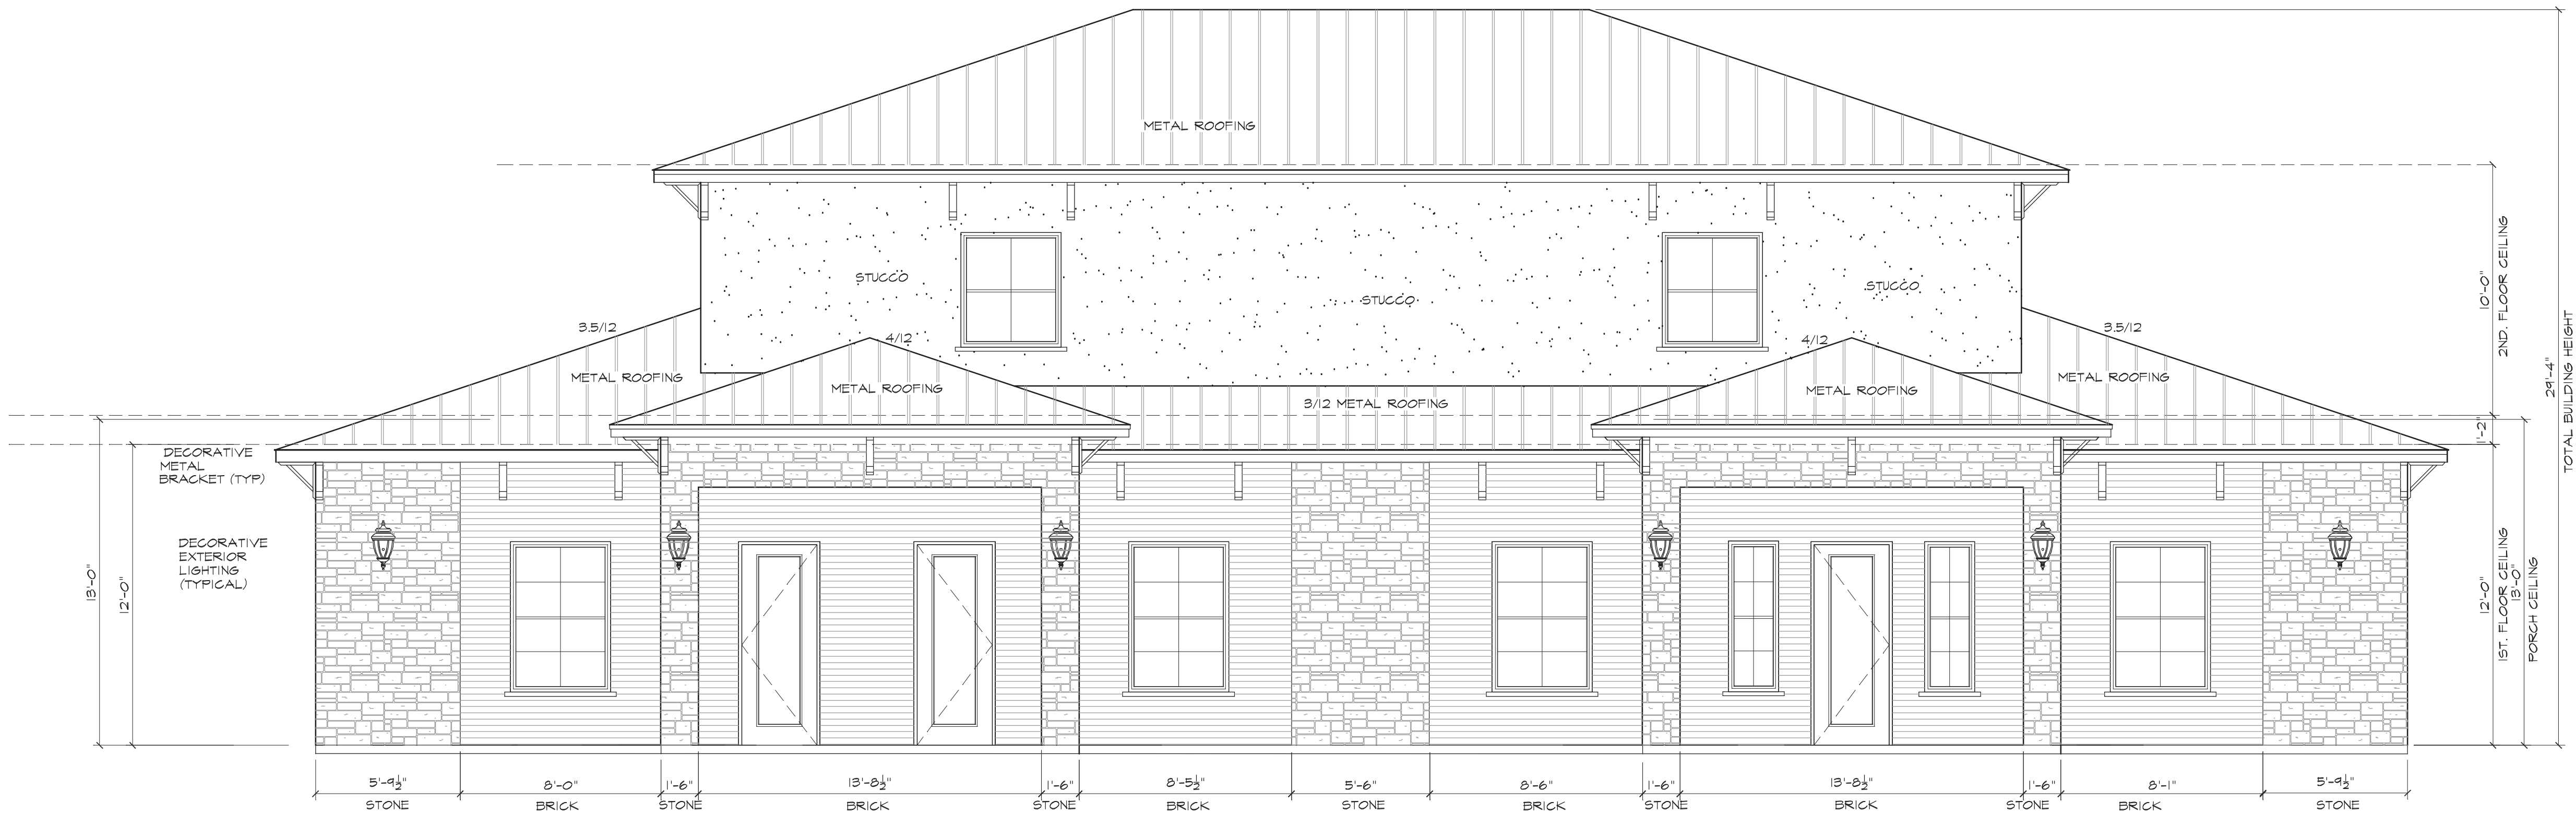 METAL ROOFING
STUCCO
STUCCO
STUCCO
3.5/12
4/12
4/12
3.5/12
METAL ROOFING
METAL ROOFING
3/12 METAL ROOFING
METAL ROOFING
METAL ROOFING
DECORATIVE
METAL
BRACKET (TYP)
DECORATIVE
EXTERIOR
LIGHTING
(TYPICAL)
13'-0"
12'-0"
10'-0"
2ND. FLOOR CEILING
1'-2"
12'-0"
1ST. FLOOR CEILING
13'-0"
PORCH CEILING
29'-4"
TOTAL BUILDING HEIGHT
5'-9½" 8'-0" 1'-6" 13'-8½" 1'-6" 8'-5½" 5'-6" 8'-6" 1'-6" 13'-8½" 1'-6" 8'-1" 5'-9½"
STONE BRICK STONE BRICK STONE BRICK STONE BRICK STONE BRICK STONE BRICK STONE